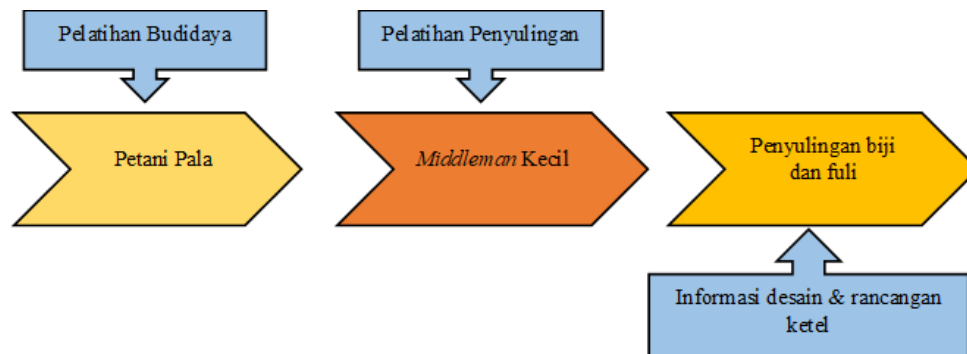 Pelatihan Budidaya
Pelatihan Penyulingan
Petani Pala
Middleman Kecil
Penyulingan biji
dan fuli
Informasi desain & rancangan
ketel